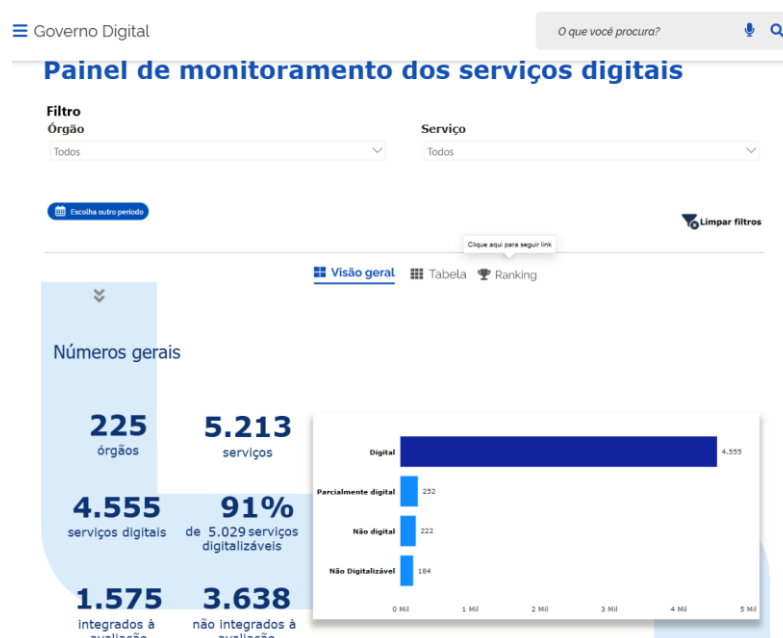 Governo Digital
O que você procura?
Painel de monitoramento dos serviços digitais
Filtro
Órgão
Serviço
Todos
Todos
Escolha outro período
Limpar filtros
Clique aqui para seguir link
Visão geral
Tabela
Ranking
Números gerais
225
órgãos
5.213
serviços
4.555
serviços digitais
91%
de 5.029 serviços
digitalizáveis
1.575
integrados à
avaliação
3.638
não integrados à
avaliação
Digital
4.555
Parcialmente digital
252
Não digital
222
Não Digitalizável
184
0 Mil
1 Mil
2 Mil
3 Mil
4 Mil
5 Mil